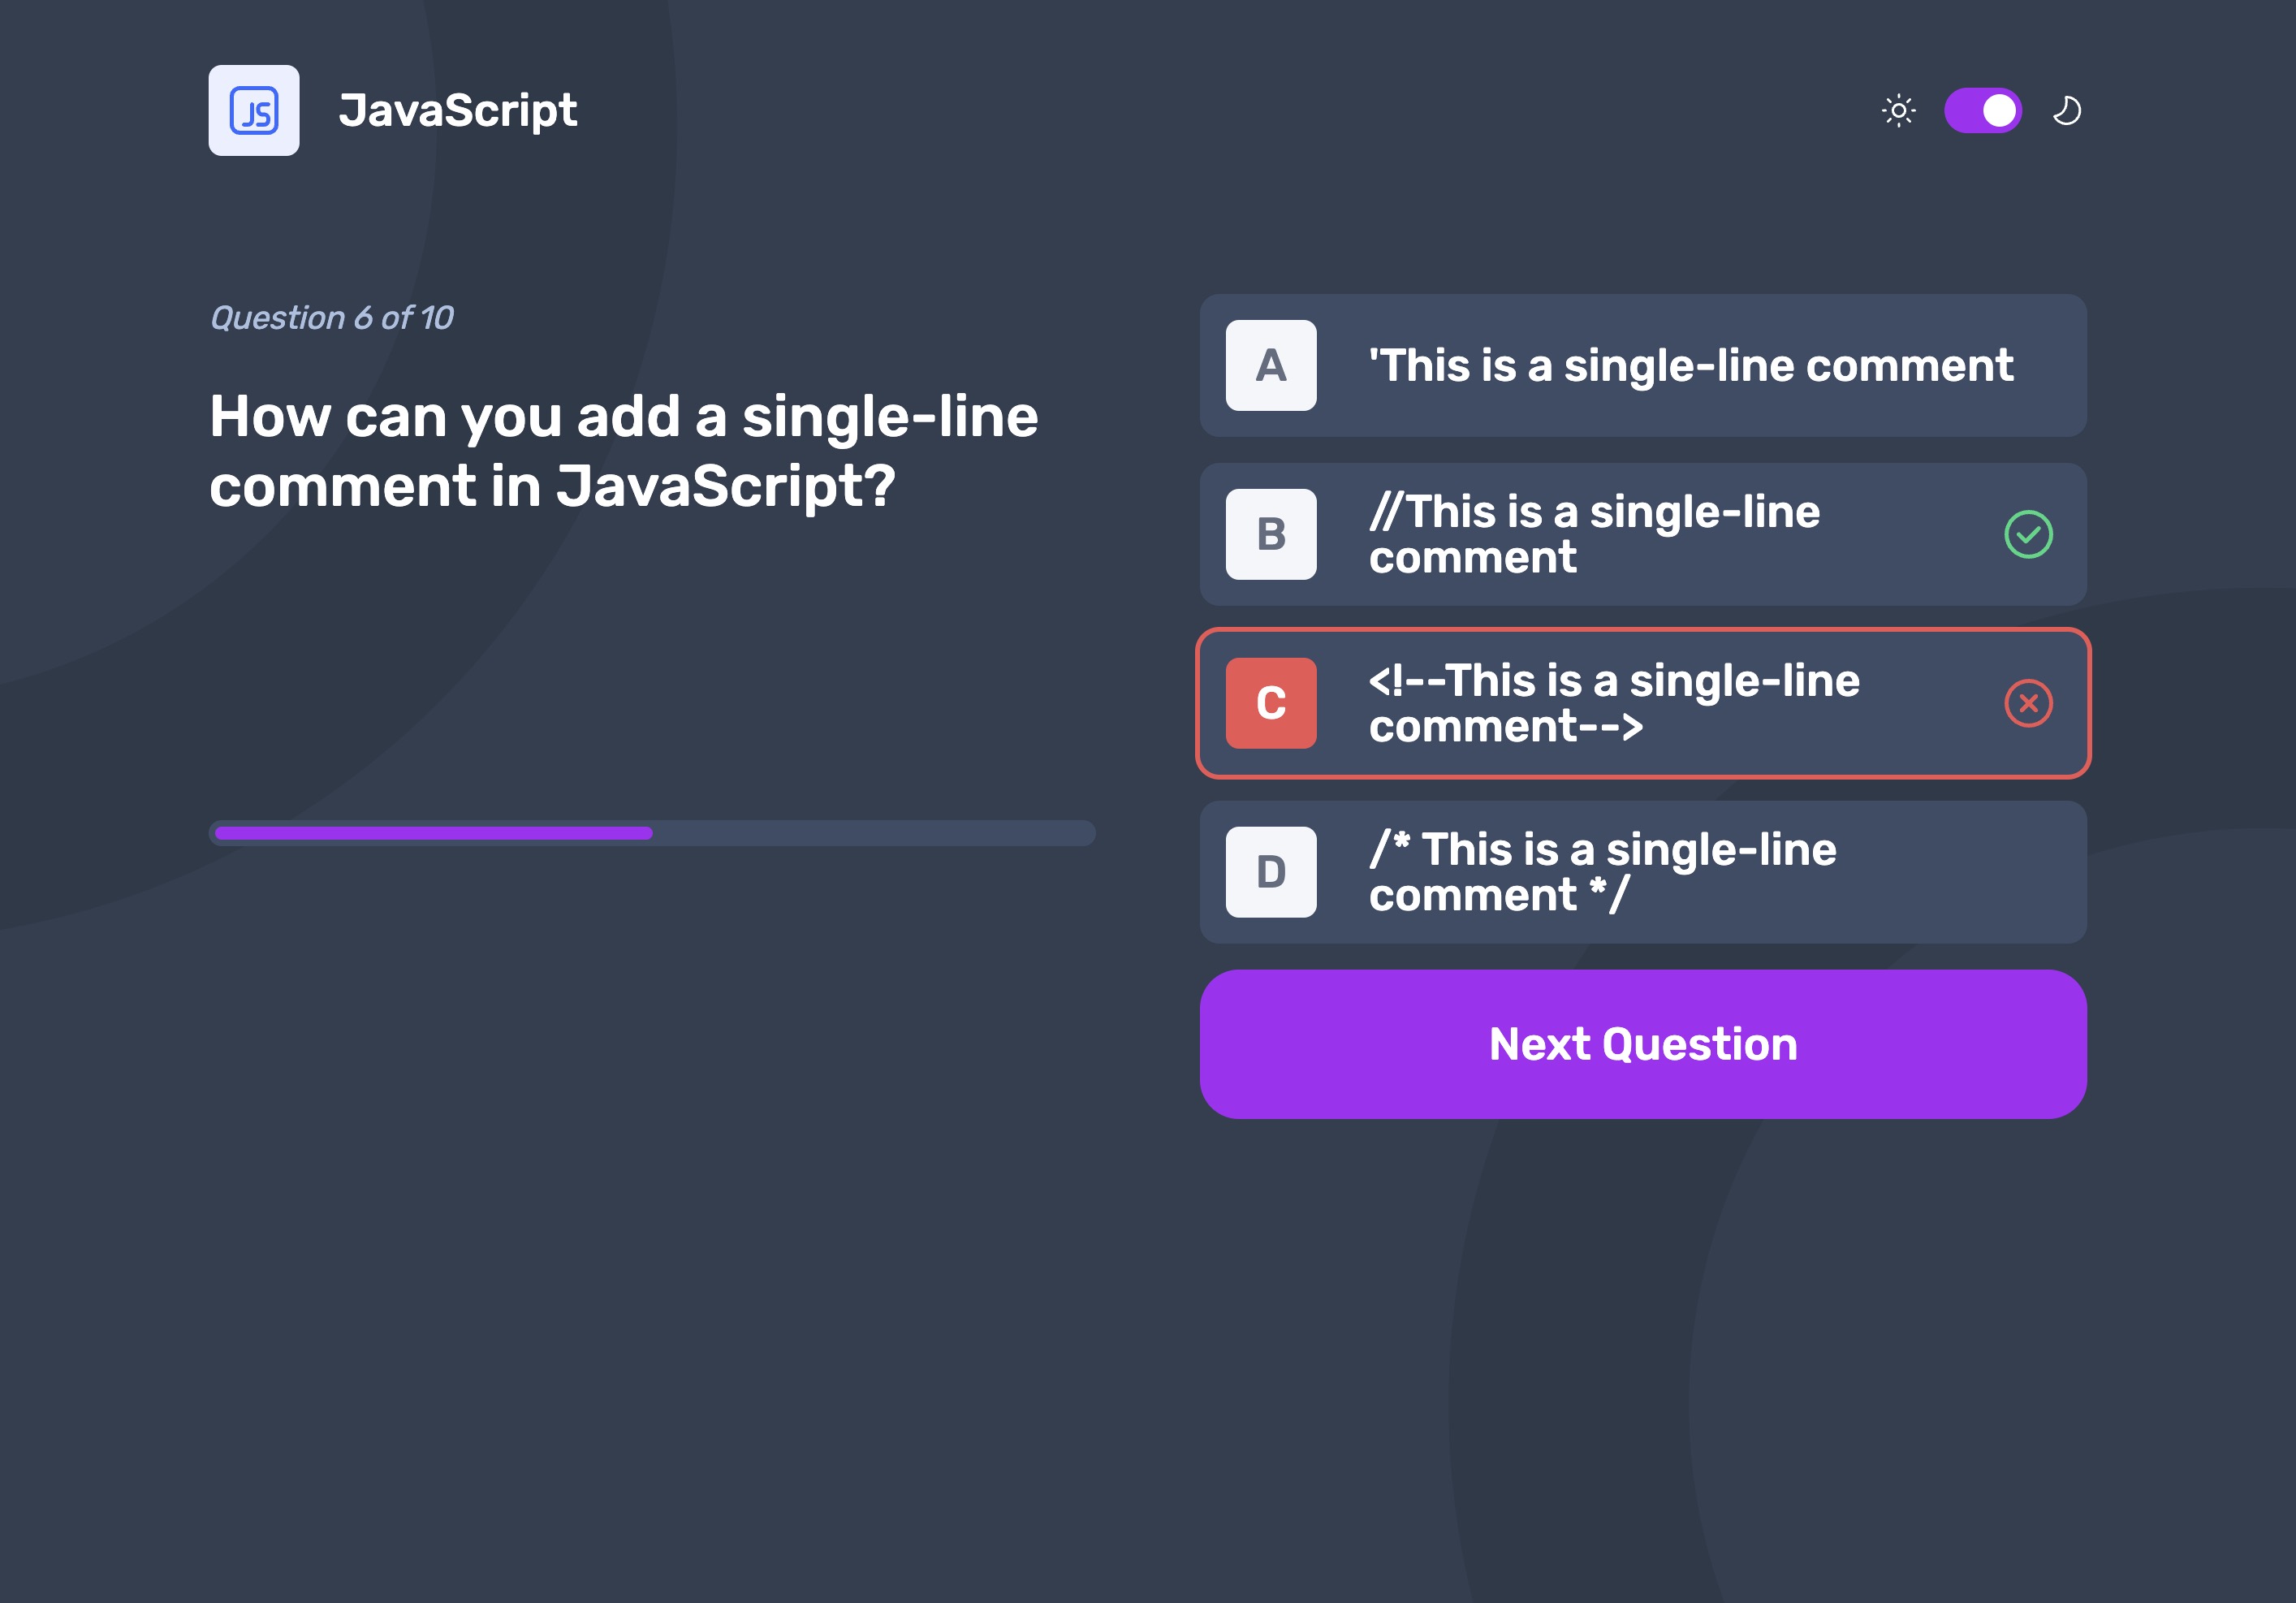 JS
JavaScript
Question 6 of 10
How can you add a single-line
comment in JavaScript?
A
'This is a single-line comment
B
//This is a single-line
comment
C
<!--This is a single-line
comment-->
D
/* This is a single-line
comment */
Next Question